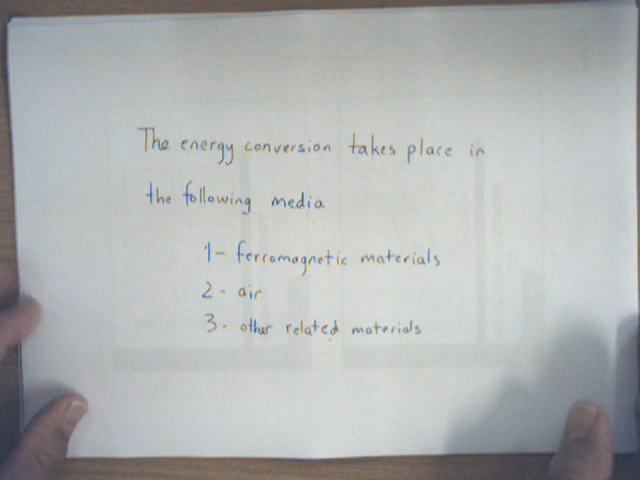 The energy conversion takes place in
the following media
1- ferromagnetic materials
2- air
3- other related materials